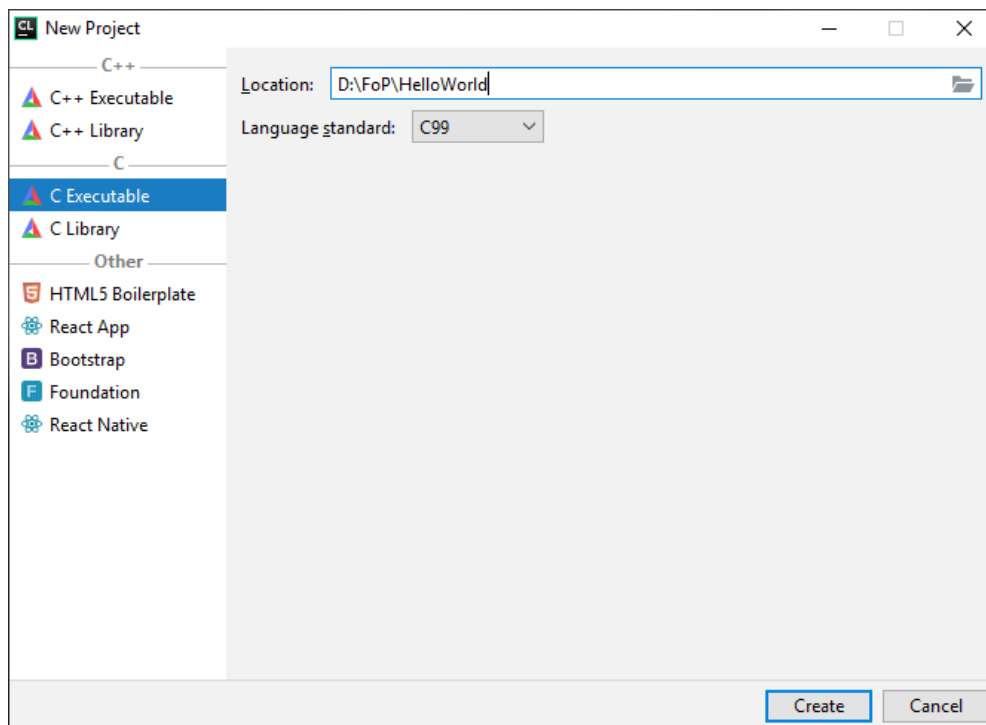 CL New Project
C++
C++ Executable
C++ Library
C
C Executable
C Library
Other
5 HTML5 Boilerplate
React App
B Bootstrap
F Foundation
React Native
Location: D:\FoP\HelloWorld
Language standard: C99
Create Cancel